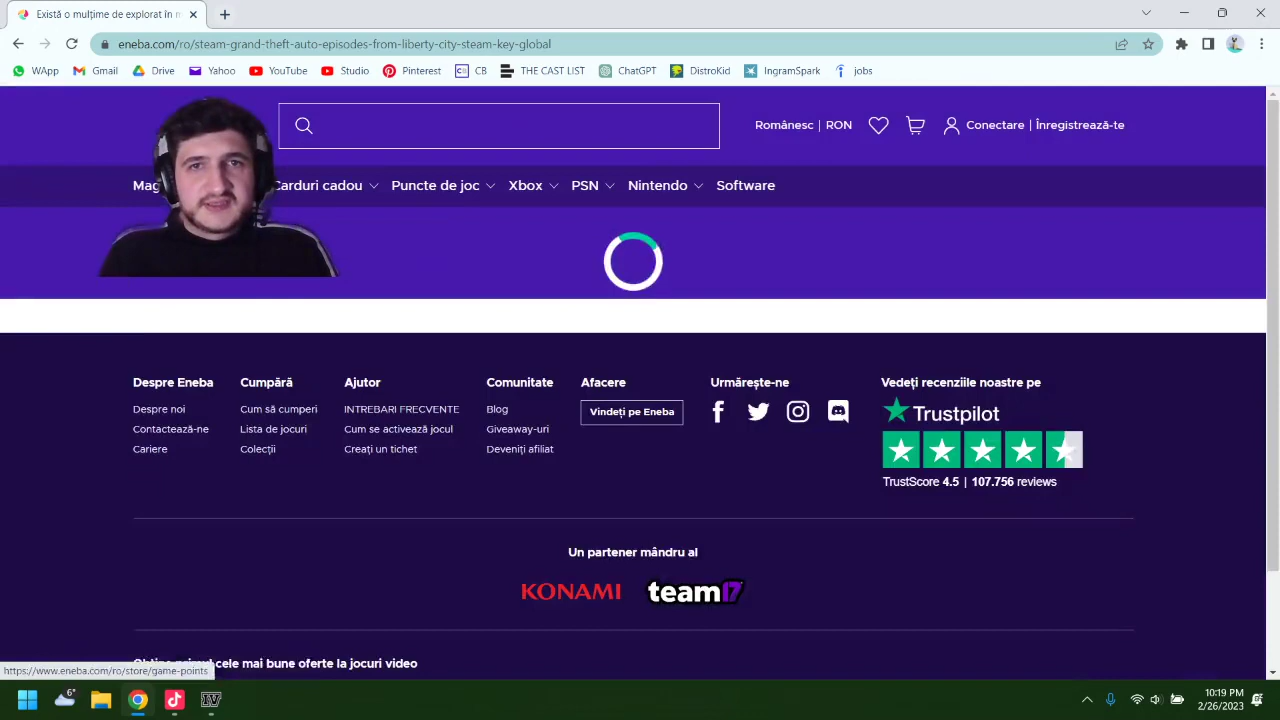 Există o mulțime de explorat în m
eneba.com/ro/steam-grand-theft-auto-episodes-from-liberty-city-steam-key-global
WApp Gmail Drive Yahoo YouTube Studio Pinterest CB THE CAST LIST ChatGPT DistroKid IngramSpark jobs
Românesc | RON Conectare | Înregistrează-te
Mag Carduri cadou Puncte de joc Xbox PSN Nintendo Software
Despre Eneba
Despre noi
Contactează-ne
Cariere
Cumpără
Cum să cumperi
Lista de jocuri
Colecții
Ajutor
INTREBARI FRECVENTE
Cum se activează jocul
Creați un tichet
Comunitate
Blog
Giveaway-uri
Deveniți afiliat
Afacere
Vindeți pe Eneba
Urmărește-ne
Vedeți recenziile noastre pe
Trustpilot
TrustScore 4.5 | 107.756 reviews
Un partener mândru al
KONAMI team17
Obține primul cele mai bune oferte la jocuri video
https://www.eneba.com/ro/store/game-points
6°
IV
10:19 PM
2/26/2023